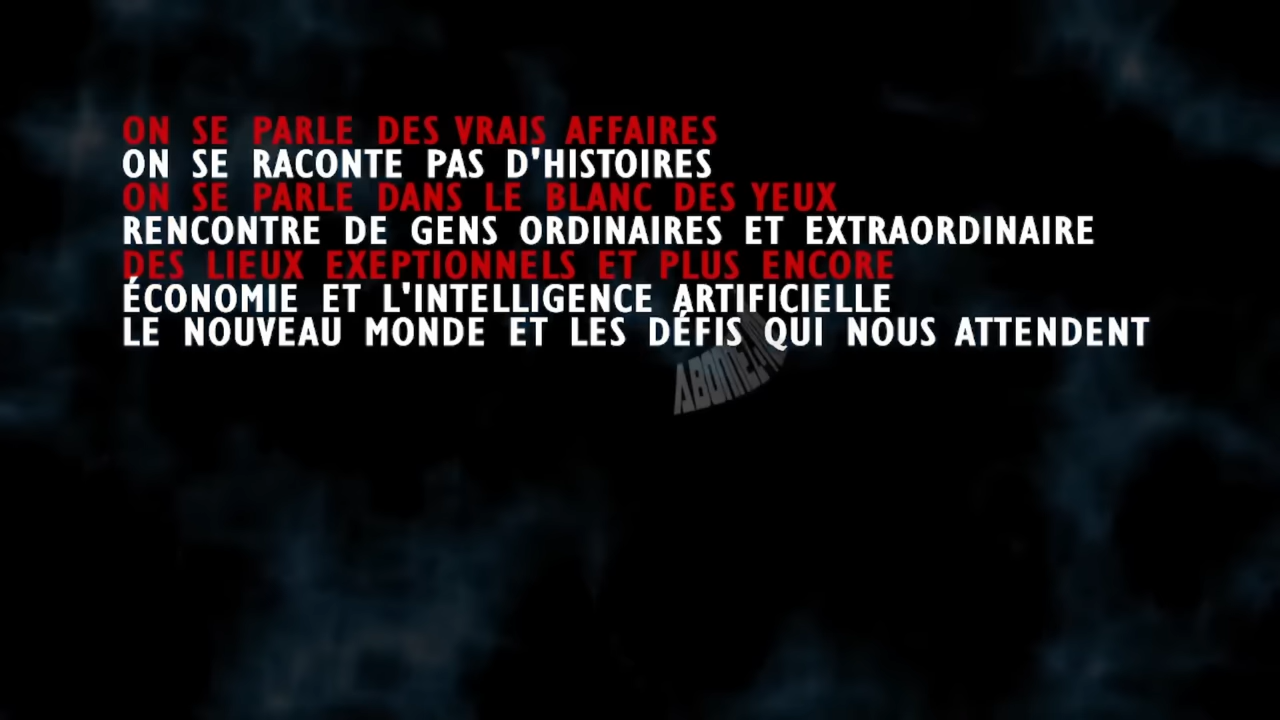 ON SE PARLE DES VRAIS AFFAIRES
ON SE RACONTE PAS D'HISTOIRES
ON SE PARLE DANS LE BLANC DES YEUX
RENCONTRE DE GENS ORDINAIRES ET EXTRAORDINAIRE
DES LIEUX EXEPTIONNELS ET PLUS ENCORE
ÉCONOMIE ET L'INTELLIGENCE ARTIFICIELLE
LE NOUVEAU MONDE ET LES DÉFIS QUI NOUS ATTENDENT